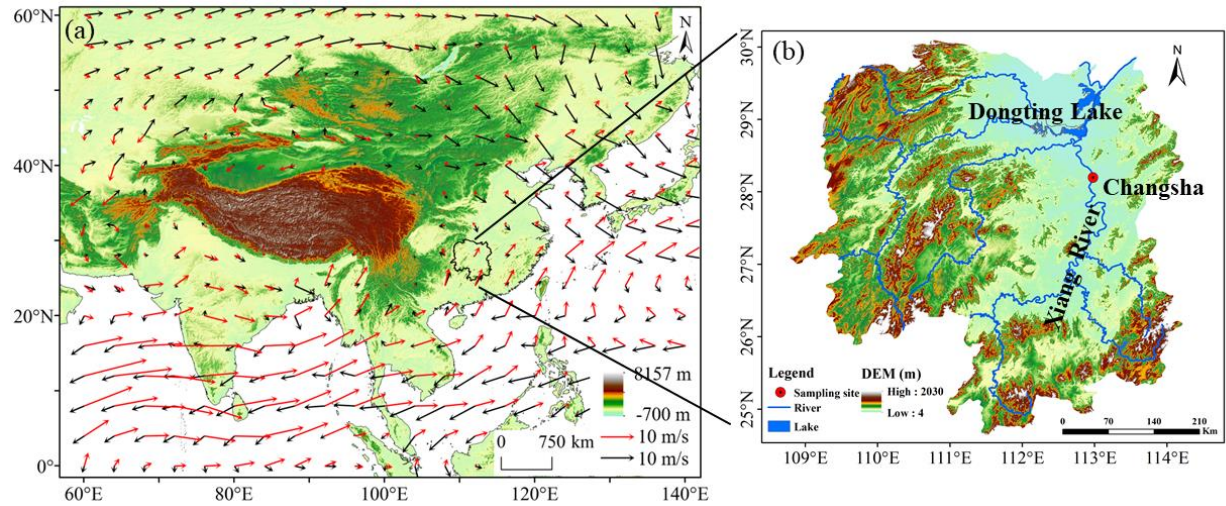 (a)
N
60°N
40°N
20°N
0°
60°E
80°E
100°E
120°E
140°E
8157 m
-700 m
0 750 km
10 m/s
10 m/s
(b)
N
30°N
29°N
28°N
27°N
26°N
25°N
109°E
110°E
111°E
112°E
113°E
114°E
Dongting Lake
Changsha
Xiang River
Legend
Sampling site
River
Lake
DEM (m)
High : 2030
Low : 4
0 70 140 210
Km